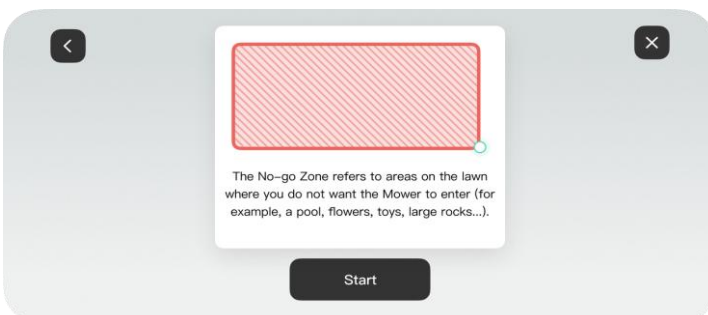 The No-go Zone refers to areas on the lawn
where you do not want the Mower to enter (for
example, a pool, flowers, toys, large rocks...).
Start